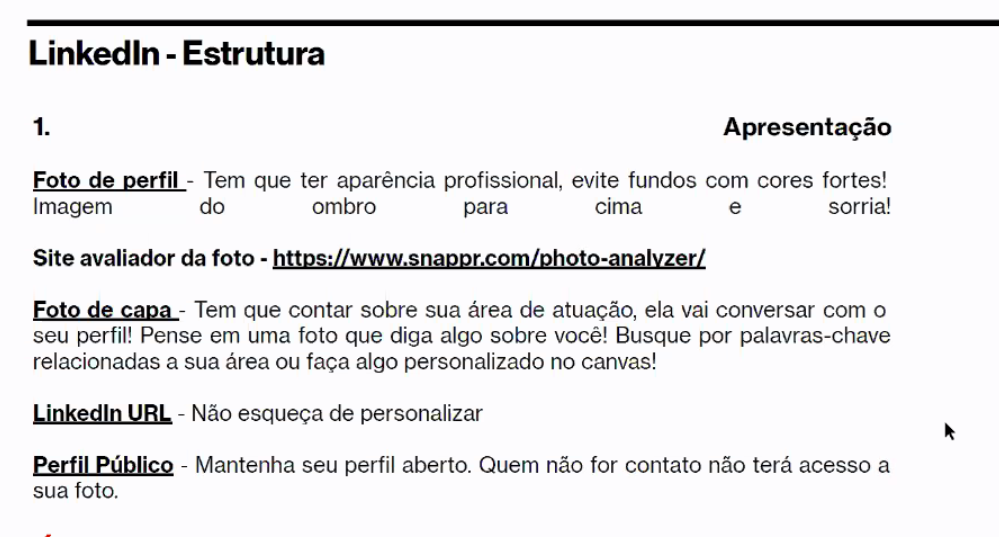 LinkedIn - Estrutura
1. Apresentação
Foto de perfil - Tem que ter aparência profissional, evite fundos com cores fortes!
Imagem do ombro para cima e sorria!
Site avaliador da foto - https://www.snappr.com/photo-analyzer/
Foto de capa - Tem que contar sobre sua área de atuação, ela vai conversar com o
seu perfil! Pense em uma foto que diga algo sobre você! Busque por palavras-chave
relacionadas a sua área ou faça algo personalizado no canvas!
LinkedIn URL - Não esqueça de personalizar
Perfil Público - Mantenha seu perfil aberto. Quem não for contato não terá acesso a
sua foto.